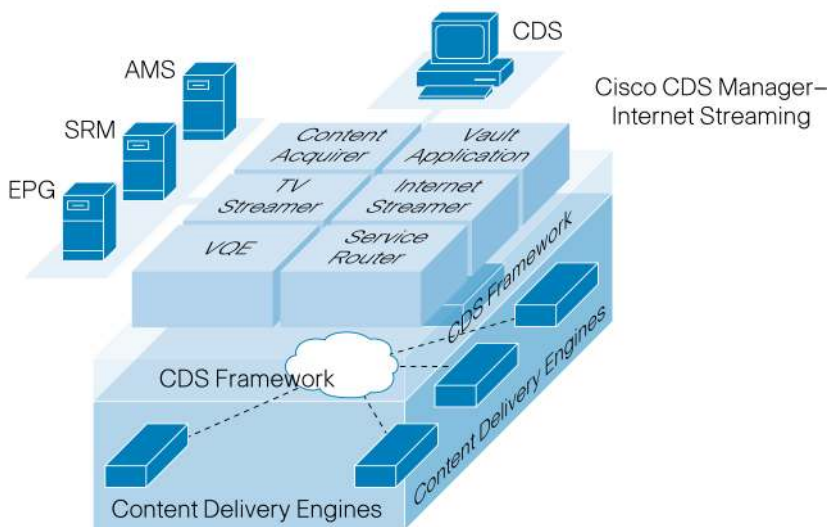 CDS
AMS
Cisco CDS Manager–
Internet Streaming
SRM
EPG
Content
Acquirer
Vault
Application
TV
Streamer
Internet
Streamer
VQE
Service
Router
CDS Framework
CDS Framework
Content Delivery Engines
Content Delivery Engines